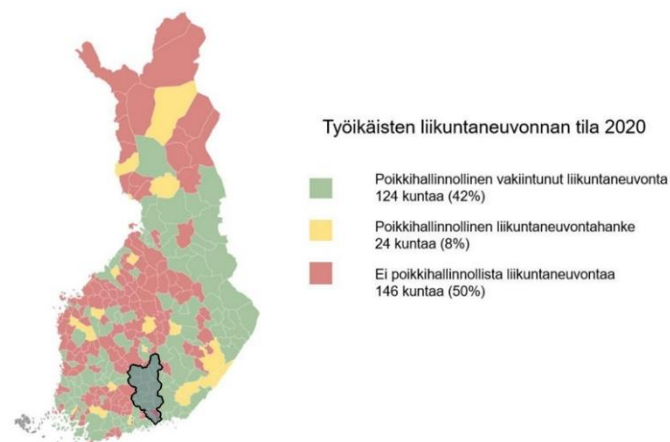 Työikäisten liikuntaneuvonnan tila 2020
Poikkihallinnollinen vakiintunut liikuntaneuvonta
124 kuntaa (42%)
Poikkihallinnollinen liikuntaneuvontahanke
24 kuntaa (8%)
Ei poikkihallinnollista liikuntaneuvontaa
146 kuntaa (50%)